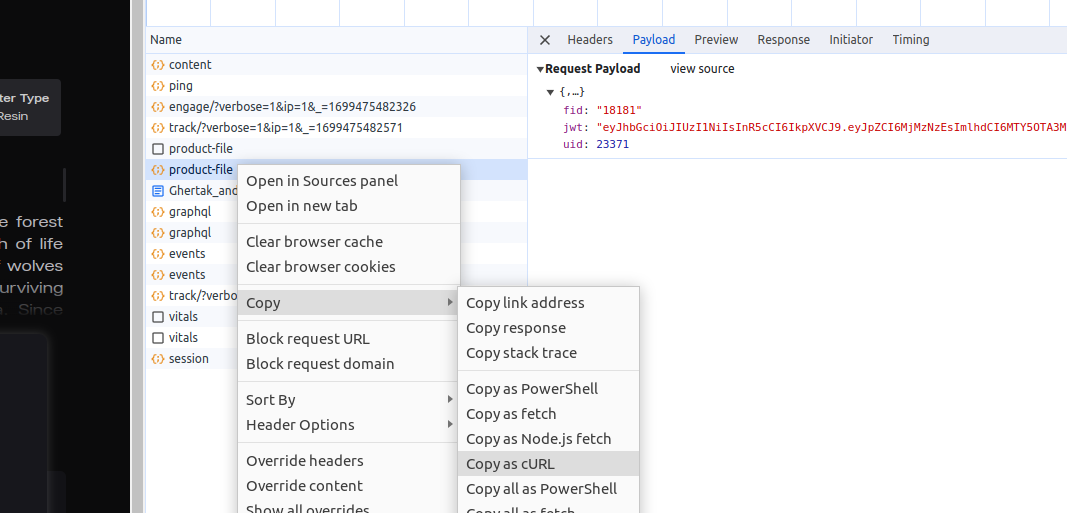 ter Type
Resin
e forest
h of life
wolves
urviving
Since
Name
content
ping
engage/?verbose=1&ip=1&_=1699475482326
track/?verbose=1&ip=1&_=1699475482571
product-file
product-file
Ghertak_and
graphql
graphql
events
events
track/?verbo
vitals
vitals
session
Open in Sources panel
Open in new tab
Clear browser cache
Clear browser cookies
Copy
Block request URL
Block request domain
Sort By
Header Options
Override headers
Override content
Show all overrides
Copy link address
Copy response
Copy stack trace
Copy as PowerShell
Copy as fetch
Copy as Node.js fetch
Copy as cURL
Copy all as PowerShell
Copy all as fetch
Headers Payload Preview Response Initiator Timing
Request Payload view source
{,…}
fid: "18181"
jwt: "eyJhbGciOiJIUzI1NiIsInR5cCI6IkpXVCJ9.eyJpZCI6MjMzNzEsImlhdCI6MTY5OTA3M
uid: 23371